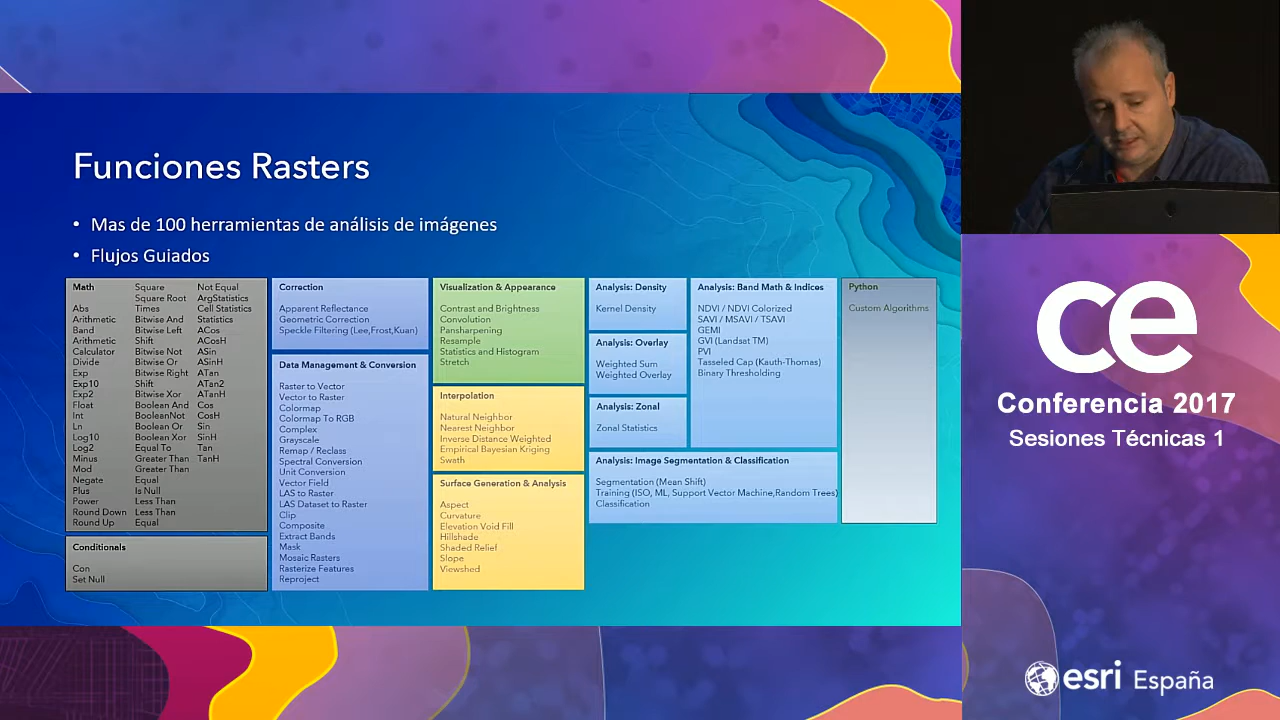 Funciones Rasters
• Mas de 100 herramientas de análisis de imágenes
• Flujos Guiados
Math
Abs
Arithmetic
Band
Arithmetic
Calculator
Divide
Exp
Exp10
Exp2
Float
Int
Ln
Log10
Log2
Minus
Mod
Negate
Plus
Power
Round Down
Round Up
Square
Square Root
Times
Bitwise And
Bitwise Left
Shift
Bitwise Not
Bitwise Or
Bitwise Right
Shift
Bitwise Xor
Boolean And
BooleanNot
Boolean Or
Boolean Xor
Equal To
Greater Than
Greater Than
Equal
Is Null
Less Than
Less Than
Equal
Not Equal
ArgStatistics
Cell Statistics
Statistics
ACos
ACosH
ASin
ASinH
ATan
ATan2
ATanH
Cos
CosH
Sin
SinH
Tan
TanH
Conditionals
Con
Set Null
Correction
Apparent Reflectance
Geometric Correction
Speckle Filtering (Lee,Frost,Kuan)
Data Management & Conversion
Raster to Vector
Vector to Raster
Colormap
Colormap To RGB
Complex
Grayscale
Remap / Reclass
Spectral Conversion
Unit Conversion
Vector Field
LAS to Raster
LAS Dataset to Raster
Clip
Composite
Extract Bands
Mask
Mosaic Rasters
Rasterize Features
Reproject
Visualization & Appearance
Contrast and Brightness
Convolution
Pansharpening
Resample
Statistics and Histogram
Stretch
Interpolation
Natural Neighbor
Nearest Neighbor
Inverse Distance Weighted
Empirical Bayesian Kriging
Swath
Surface Generation & Analysis
Aspect
Curvature
Elevation Void Fill
Hillshade
Shaded Relief
Slope
Viewshed
Analysis: Density
Kernel Density
Analysis: Overlay
Weighted Sum
Weighted Overlay
Analysis: Zonal
Zonal Statistics
Analysis: Band Math & Indices
NDVI / NDVI Colorized
SAVI / MSAVI / TSAVI
GEMI
GVI (Landsat TM)
PVI
Tasseled Cap (Kauth-Thomas)
Binary Thresholding
Analysis: Image Segmentation & Classification
Segmentation (Mean Shift)
Training (ISO, ML, Support Vector Machine,Random Trees)
Classification
Python
Custom Algorithms
ce
Conferencia 2017
Sesiones Técnicas 1
esri España